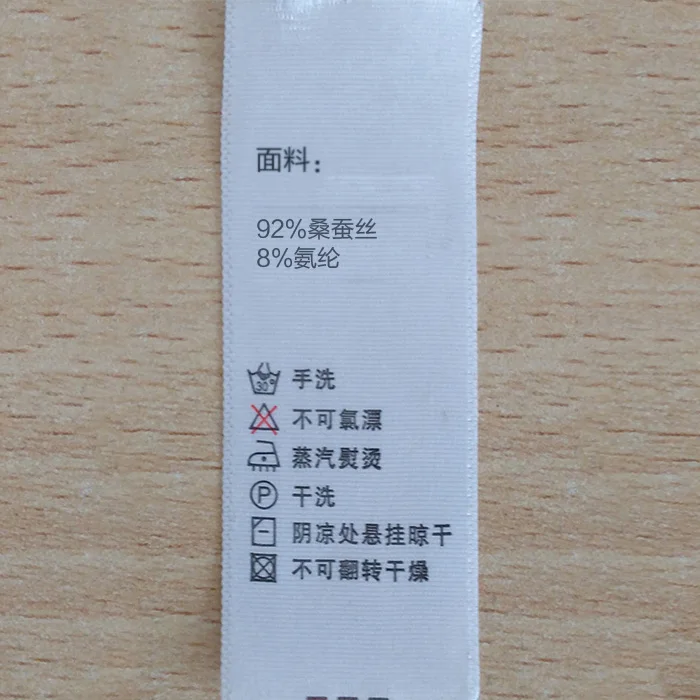 面料：
92%桑蚕丝
8%氨纶
30° 手洗
不可氯漂
蒸汽熨烫
P 干洗
阴凉处悬挂晾干
不可翻转干燥